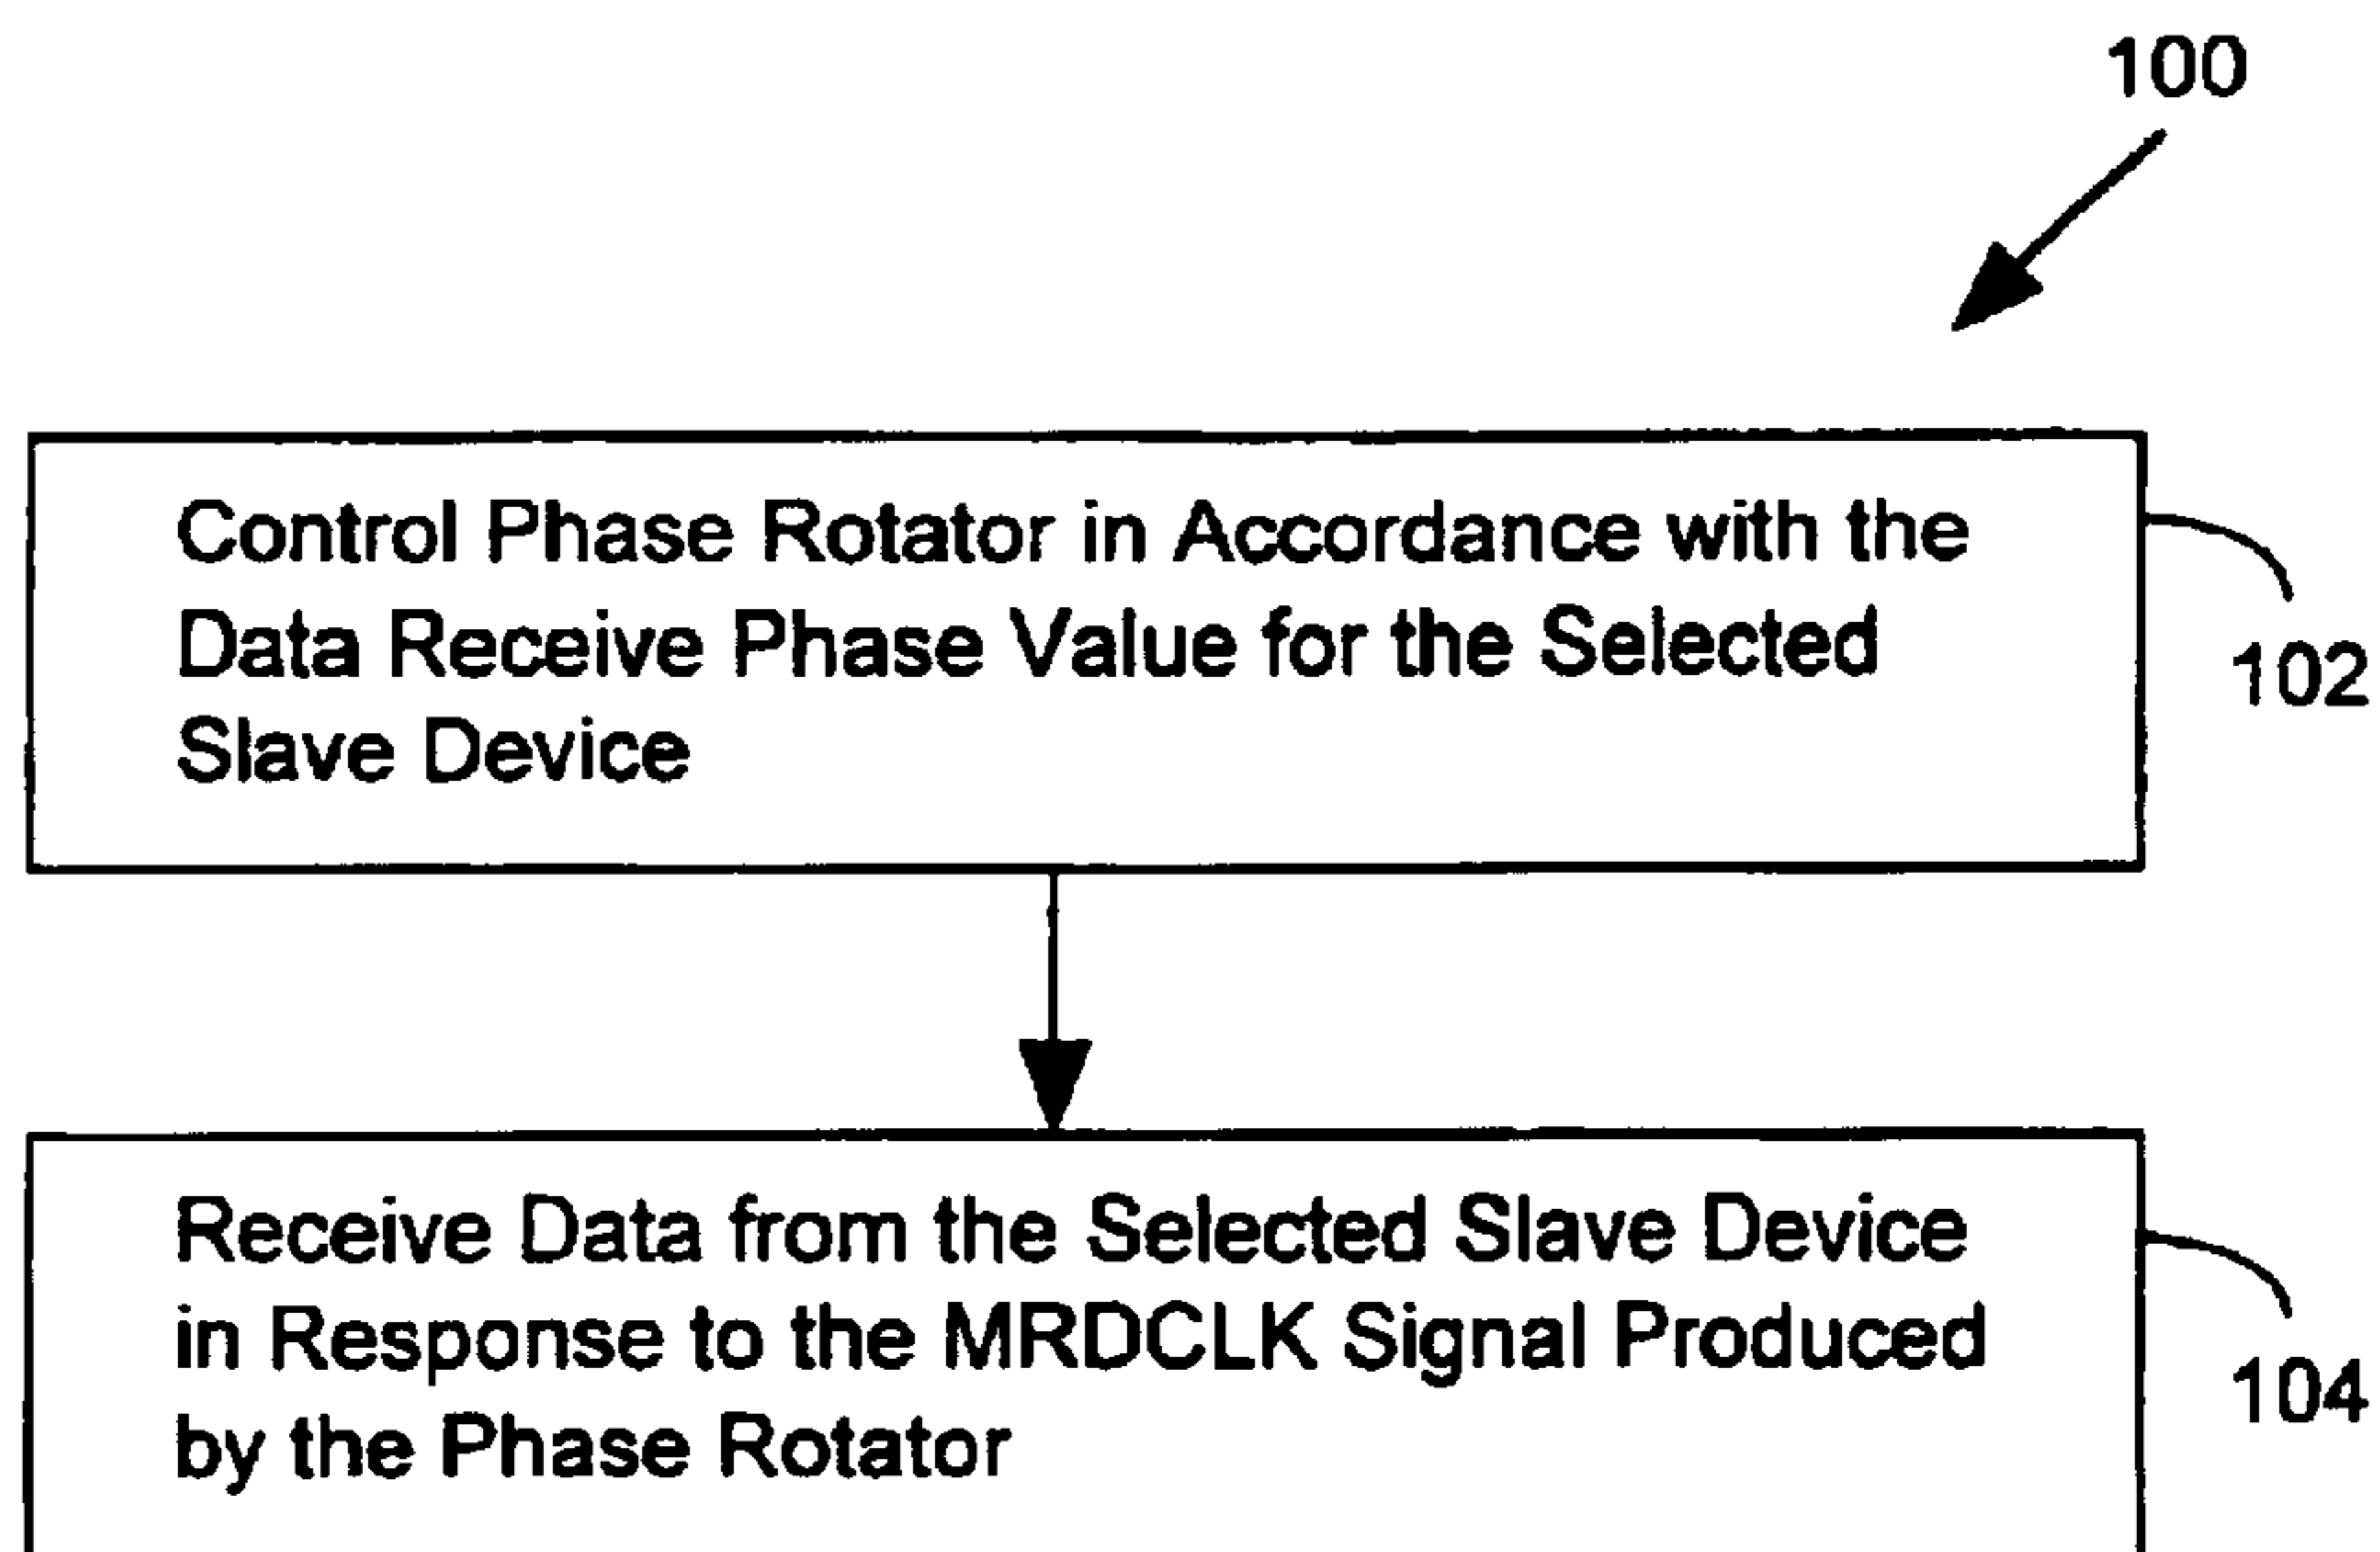 100
Control Phase Rotator in Accordance with the
Data Receive Phase Value for the Selected
Slave Device
102
Receive Data from the Selected Slave Device
in Response to the MRDCLK Signal Produced
by the Phase Rotator
104